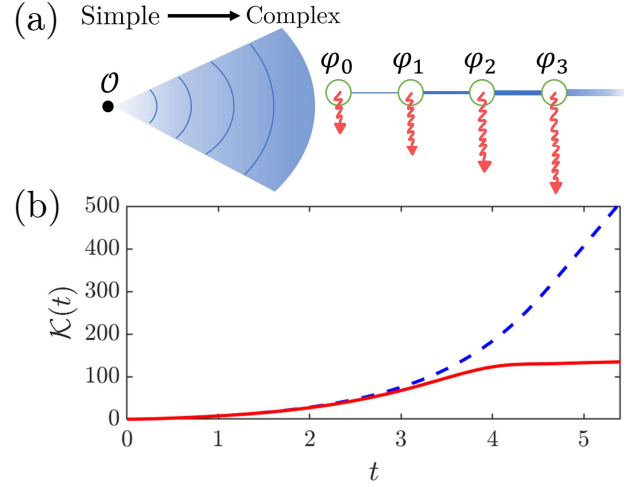 (a) Simple → Complex
𝒪
φ₀ φ₁ φ₂ φ₃
(b)
500
400
300
200
100
0
𝒦(t)
0 1 2 3 4 5
t